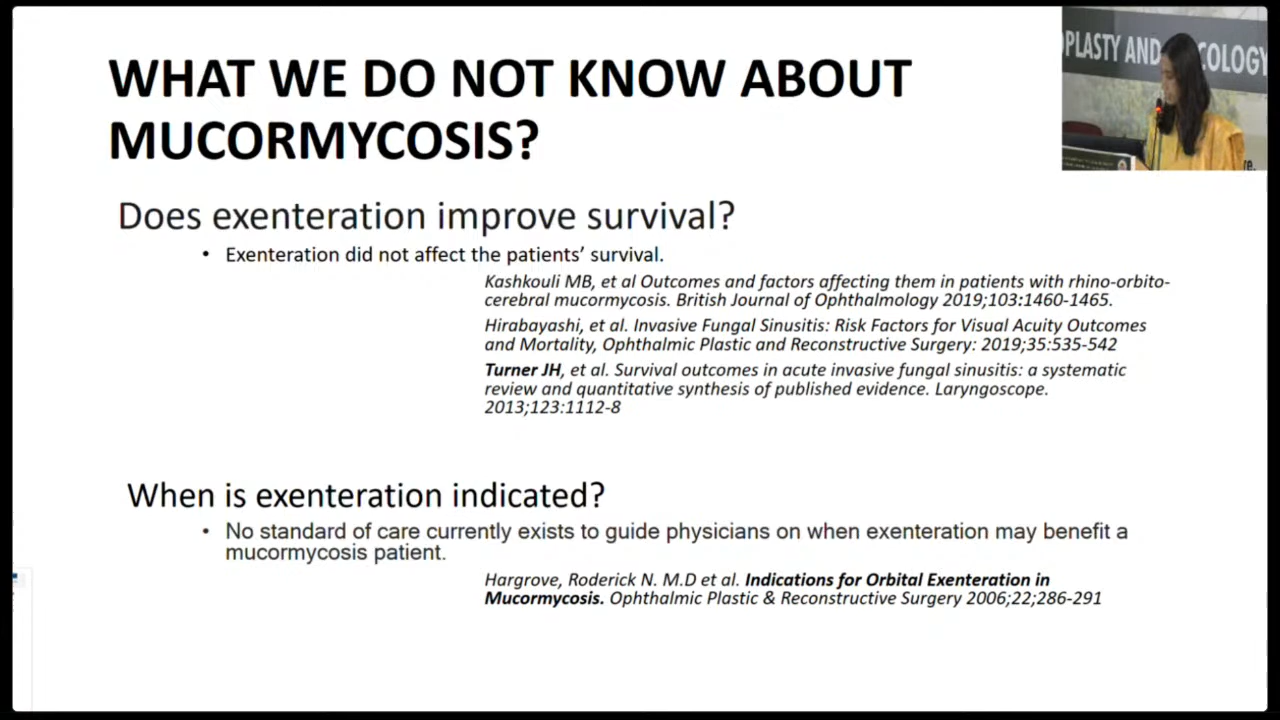 WHAT WE DO NOT KNOW ABOUT
MUCORMYCOSIS?
Does exenteration improve survival?
• Exenteration did not affect the patients’ survival.
Kashkouli MB, et al Outcomes and factors affecting them in patients with rhino-orbito-
cerebral mucormycosis. British Journal of Ophthalmology 2019;103:1460-1465.
Hirabayashi, et al. Invasive Fungal Sinusitis: Risk Factors for Visual Acuity Outcomes
and Mortality, Ophthalmic Plastic and Reconstructive Surgery: 2019;35:535-542
Turner JH, et al. Survival outcomes in acute invasive fungal sinusitis: a systematic
review and quantitative synthesis of published evidence. Laryngoscope.
2013;123:1112-8
When is exenteration indicated?
• No standard of care currently exists to guide physicians on when exenteration may benefit a
mucormycosis patient.
Hargrove, Roderick N. M.D et al. Indications for Orbital Exenteration in
Mucormycosis. Ophthalmic Plastic & Reconstructive Surgery 2006;22;286-291
PLASTY AND COLOGY